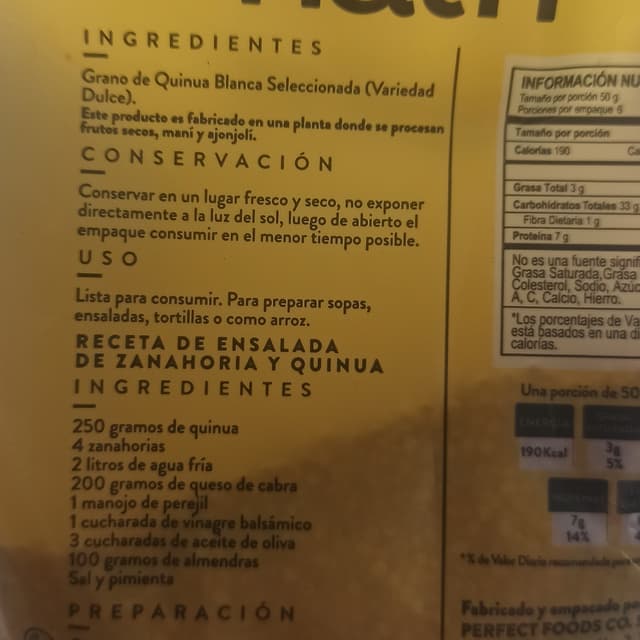 INGREDIENTES
Grano de Quinua Blanca Seleccionada (Variedad
Dulce).
Este producto es fabricado en una planta donde se procesan
frutos secos, maní y ajonjolí.
CONSERVACIÓN
Conservar en un lugar fresco y seco, no exponer
directamente a la luz del sol, luego de abierto el
empaque consumir en el menor tiempo posible.
USO
Lista para consumir. Para preparar sopas,
ensaladas, tortillas o como arroz.
RECETA DE ENSALADA
DE ZANAHORIA Y QUINUA
INGREDIENTES
250 gramos de quinua
4 zanahorias
2 litros de agua fría
200 gramos de queso de cabra
1 manojo de perejil
1 cucharada de vinagre balsámico
3 cucharadas de aceite de oliva
100 gramos de almendras
Sal y pimienta
PREPARACIÓN
INFORMACIÓN NU
Tamaño por porción 50 g
Porciones por empaque 6
Tamaño por porción
Calorías 190 Ca
Grasa Total 3 g
Carbohidratos Totales 33 g
Fibra Dietaria 1 g
Proteína 7 g
No es una fuente signif
Grasa Saturada, Grasa
Colesterol, Sodio, Azúc
A, C, Calcio, Hierro.
*Los porcentajes de Va
está basados en una di
calorías.
Una porción de 50
ENERGÍA
190Kcal 3g
5%
7g
14%
*% de Valor Diario recomendado
Fabricado y empacado po
PERFECT FOODS CO.